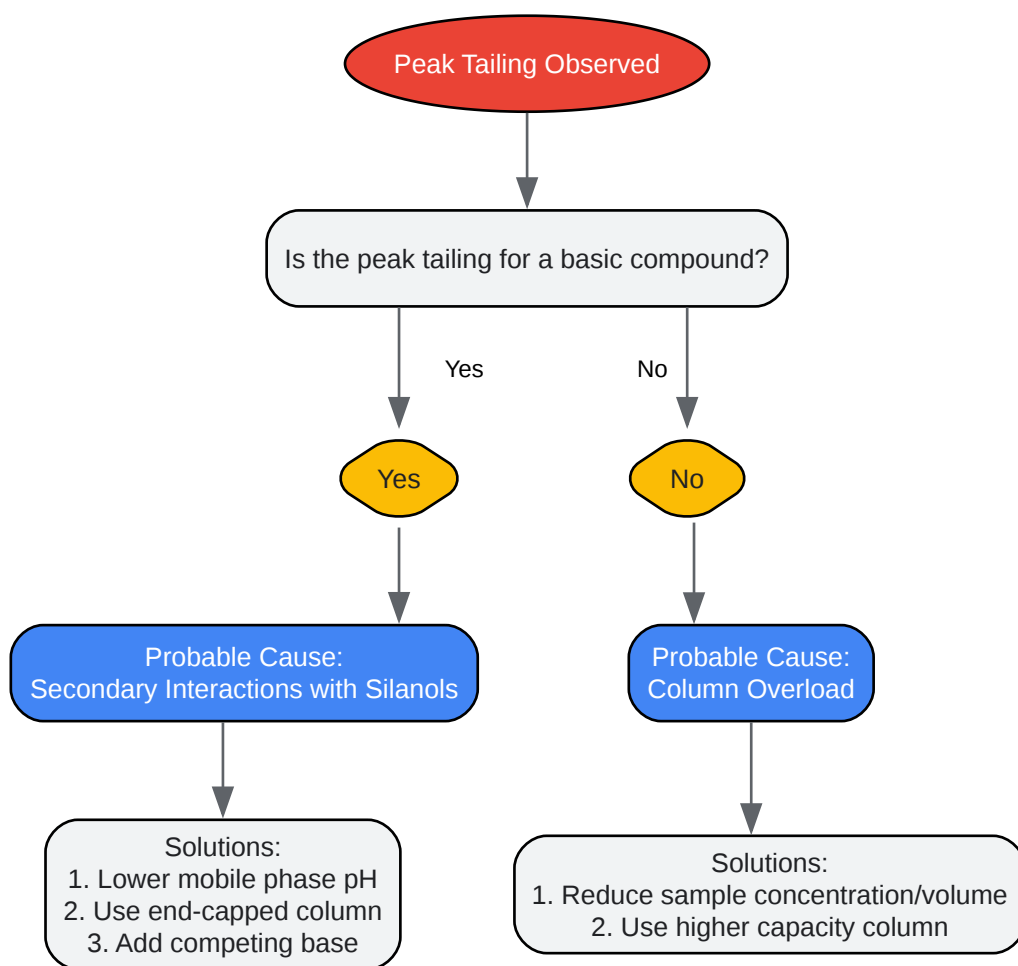 Peak Tailing Observed
Is the peak tailing for a basic compound?
Yes
No
Yes
No
Probable Cause:
Secondary Interactions with Silanols
Probable Cause:
Column Overload
Solutions:
1. Lower mobile phase pH
2. Use end-capped column
3. Add competing base
Solutions:
1. Reduce sample concentration/volume
2. Use higher capacity column